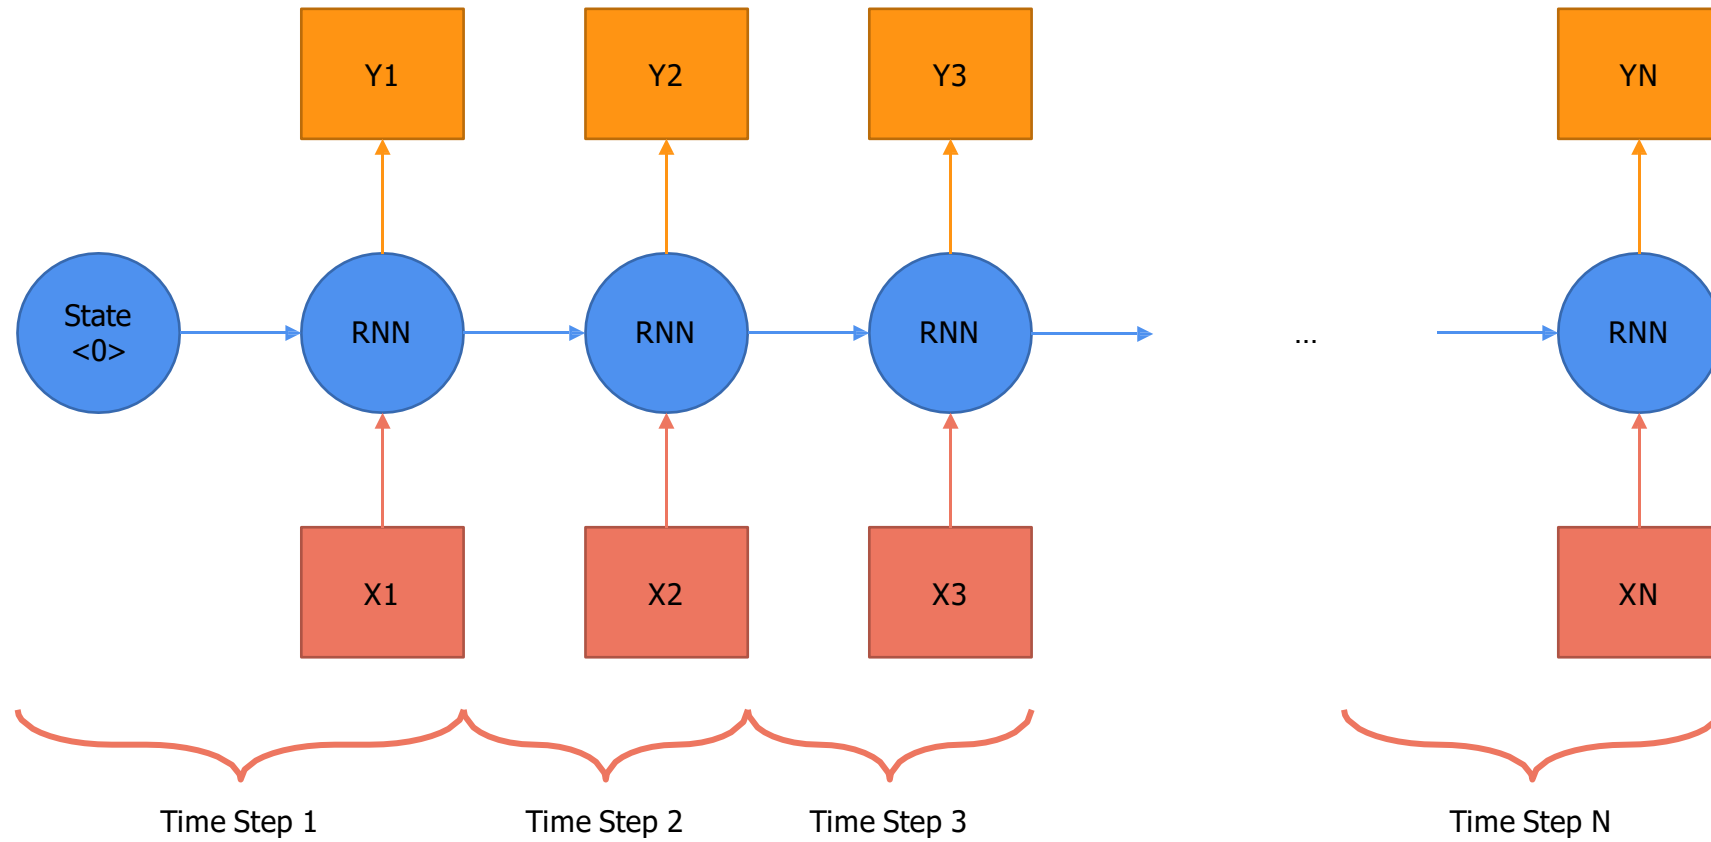 Y1
Y2
Y3
YN
State
<0>
RNN
RNN
RNN
...
RNN
X1
X2
X3
XN
Time Step 1
Time Step 2
Time Step 3
Time Step N